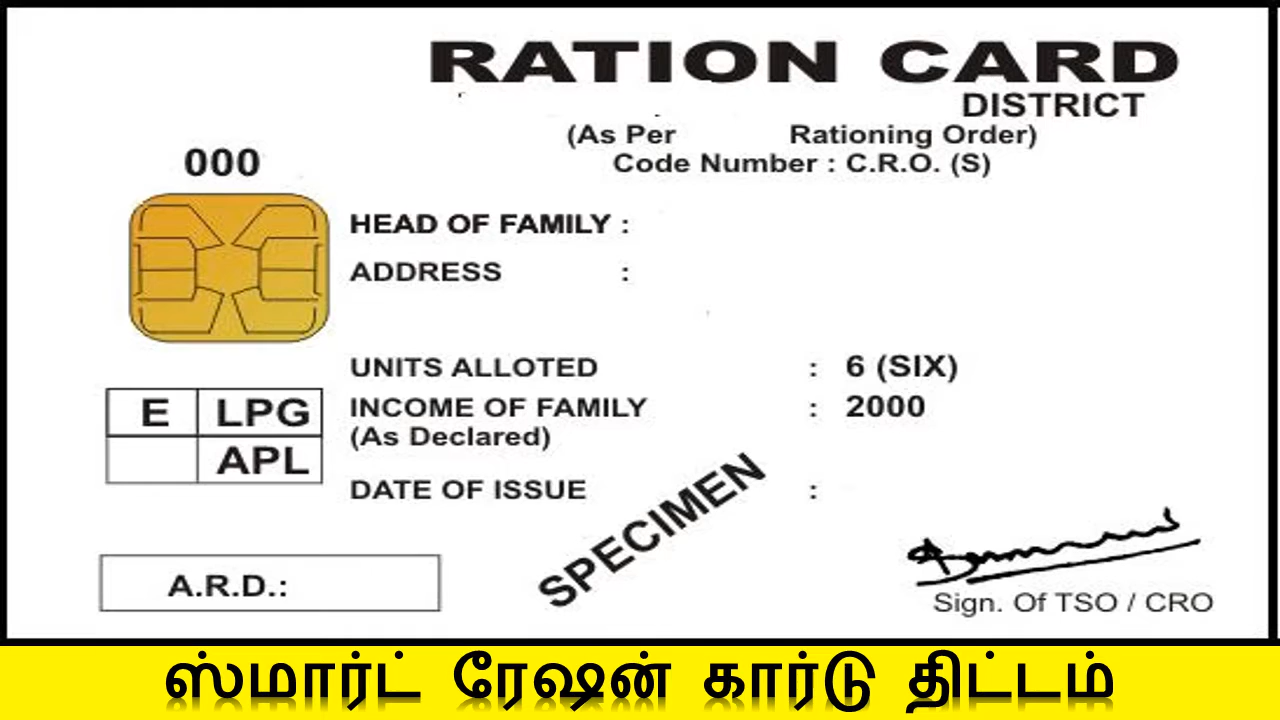 RATION CARD
DISTRICT
(As Per Rationing Order)
Code Number : C.R.O. (S)
000
HEAD OF FAMILY :
ADDRESS :
UNITS ALLOTED : 6 (SIX)
INCOME OF FAMILY : 2000
(As Declared)
E LPG
APL
DATE OF ISSUE :
SPECIMEN
A.R.D.:
Sign. Of TSO / CRO
ஸ்மார்ட் ரேஷன் கார்டு திட்டம்